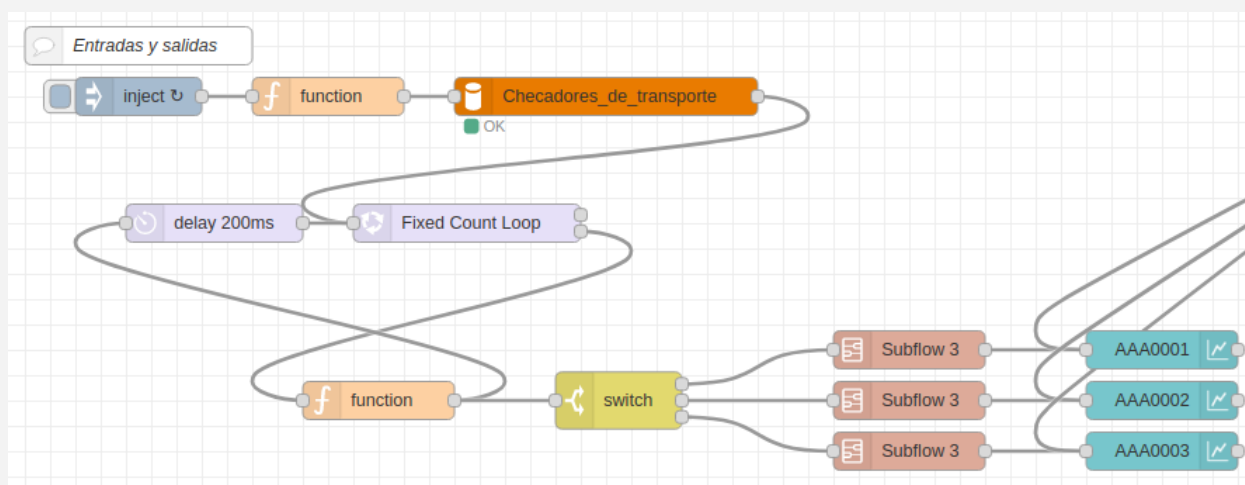 Entradas y salidas
inject ↻
function
Checadores_de_transporte
OK
delay 200ms
Fixed Count Loop
Subflow 3
AAA0001
function
switch
Subflow 3
AAA0002
Subflow 3
AAA0003